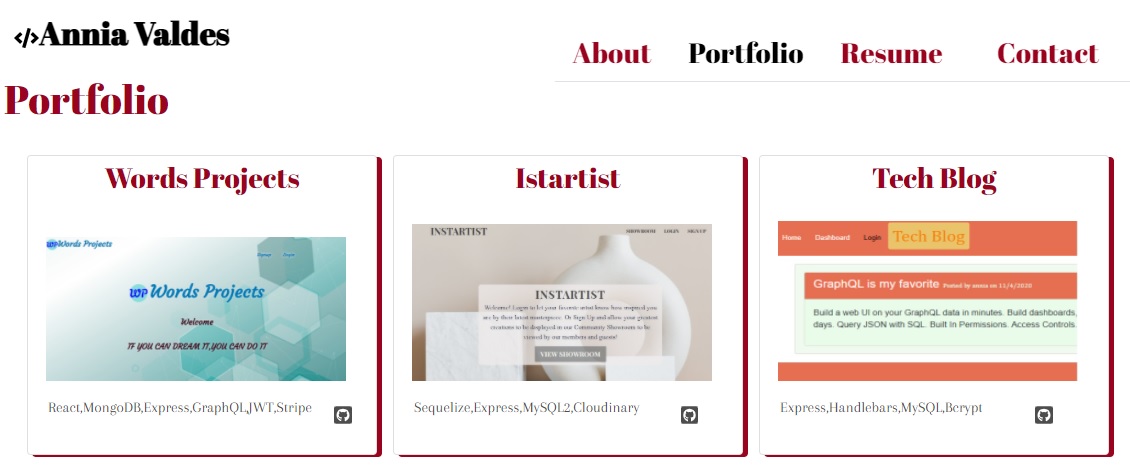 </>Annia Valdes
About Portfolio Resume Contact
Portfolio
Words Projects
WP Words Projects
Signup Login
WP Words Projects
Welcome
IF YOU CAN DREAM IT,YOU CAN DO IT
React,MongoDB,Express,GraphQL,JWT,Stripe
Istartist
INSTARTIST
SHOWROOM LOGIN SIGN UP
INSTARTIST
Welcome! Login to let your favorite artist know how inspired you
are by their latest masterpiece. Or Sign Up and allow your greatest
creations to be displayed in our Community Showroom to be
viewed by our members and guests!
VIEW SHOWROOM
Sequelize,Express,MySQL2,Cloudinary
Tech Blog
Home Dashboard Login Tech Blog
GraphQL is my favorite Posted by annia on 11/4/2020
Build a web UI on your GraphQL data in minutes. Build dashboards,
days. Query JSON with SQL. Built In Permissions. Access Controls.
Express,Handlebars,MySQL,Bcrypt